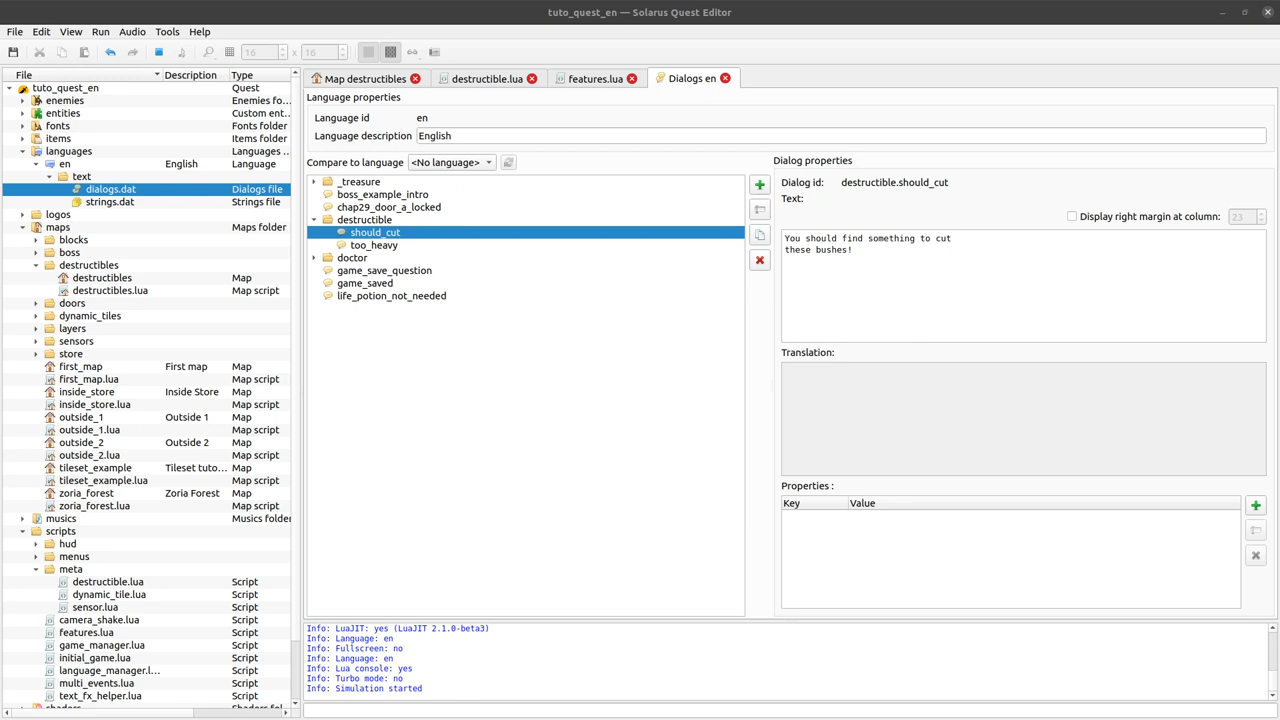 tuto_quest_en — Solarus Quest Editor
File Edit View Run Audio Tools Help
16 x 16
File Description Type
tuto_quest_en Quest
enemies Enemies fo...
entities Custom ent...
fonts Fonts folder
items Items folder
languages Languages ...
en English Language
text
dialogs.dat Dialogs file
strings.dat Strings file
logos
maps Maps folder
blocks
boss
destructibles
destructibles Map
destructibles.lua Map script
doors
dynamic_tiles
layers
sensors
store
first_map First map Map
first_map.lua Map script
inside_store Inside Store Map
inside_store.lua Map script
outside_1 Outside 1 Map
outside_1.lua Map script
outside_2 Outside 2 Map
outside_2.lua Map script
tileset_example Tileset tuto... Map
tileset_example.lua Map script
zoria_forest Zoria Forest Map
zoria_forest.lua Map script
musics Musics folder
scripts Scripts folder
hud
menus
meta
destructible.lua Script
dynamic_tile.lua Script
sensor.lua Script
camera_shake.lua Script
features.lua Script
game_manager.lua Script
initial_game.lua Script
language_manager.l... Script
multi_events.lua Script
text_fx_helper.lua Script
Map destructibles destructible.lua features.lua Dialogs en
Language properties
Language id en
Language description English
Compare to language <No language>
_treasure
boss_example_intro
chap29_door_a_locked
destructible
should_cut
too_heavy
doctor
game_save_question
game_saved
life_potion_not_needed
Dialog properties
Dialog id: destructible.should_cut
Text:
Display right margin at column: 23
You should find something to cut
these bushes!
Translation:
Properties :
Key Value
Info: LuaJIT: yes (LuaJIT 2.1.0-beta3)
Info: Language: en
Info: Fullscreen: no
Info: Language: en
Info: Lua console: yes
Info: Turbo mode: no
Info: Simulation started